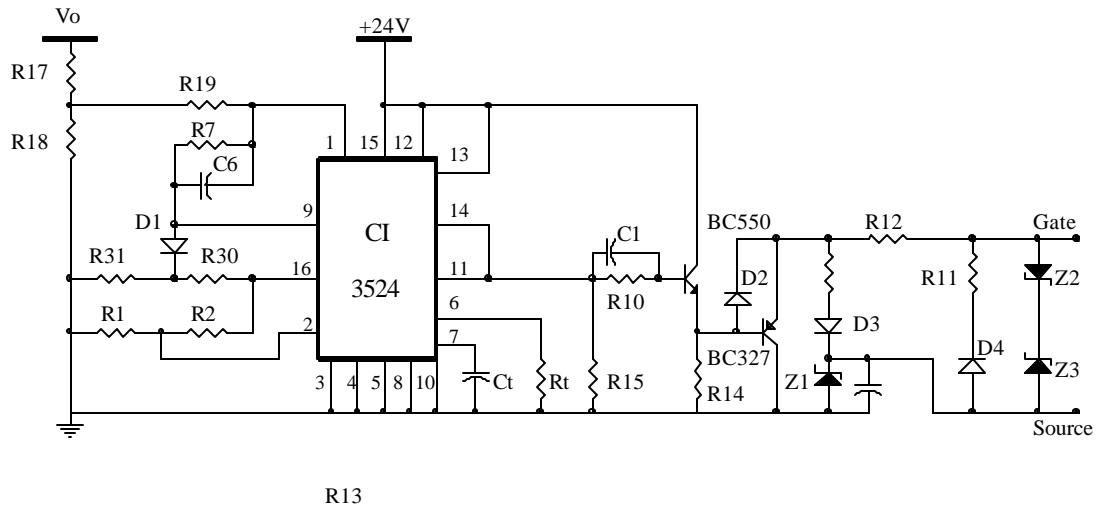 Vo
+24V
R17
R19
R18
R7
1
15
12
13
C6
9
14
D1
CI
BC550
R12
Gate
C1
R31
R30
16
11
3524
R10
D2
R11
Z2
R1
R2
2
6
7
BC327
D3
D4
3
4
5
8
10
Ct
Rt
R15
R14
Z1
Z3
Source
R13